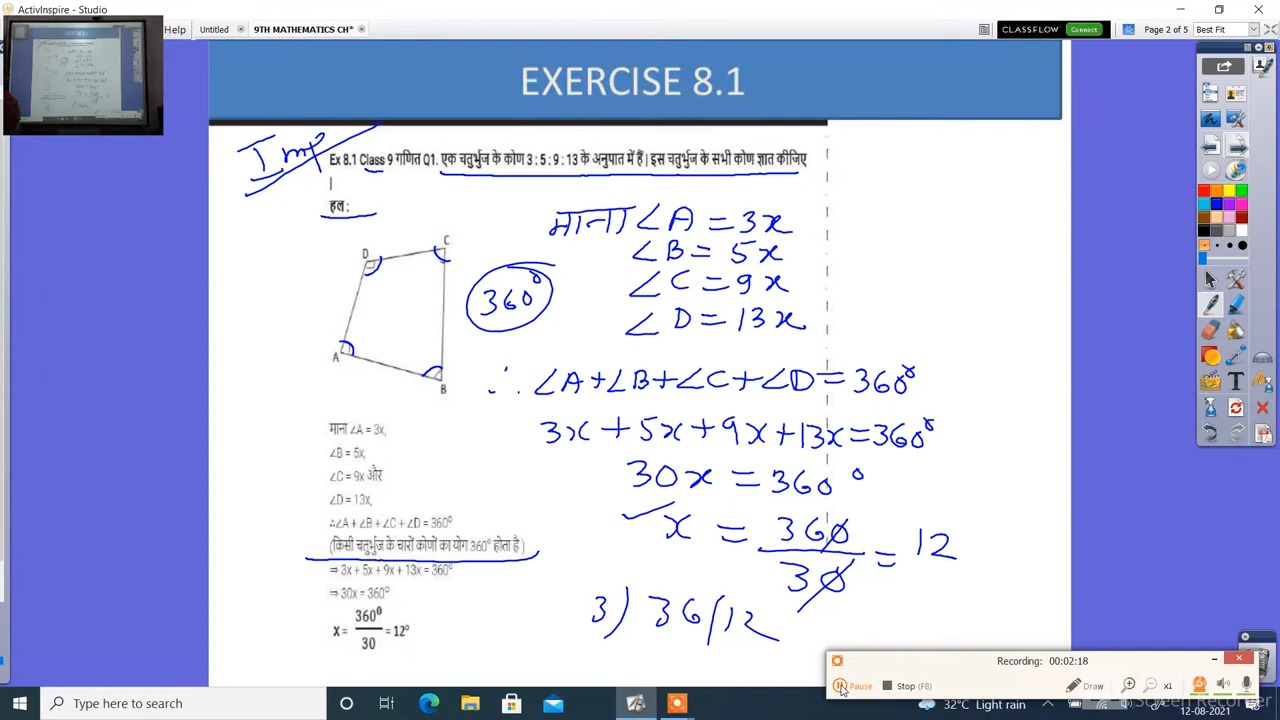 ActivInspire - Studio
Help
Untitled
9TH MATHEMATICS CH*
CLASSFLOW
Connect
Page 2 of 5
Best Fit
EXERCISE 8.1
Imp
Ex 8.1 Class 9 गणित Q1. एक चतुर्भुज के कोण 3 : 5 : 9 : 13 के अनुपात में हैं। इस चतुर्भुज के सभी कोण ज्ञात कीजिए
|
हल :
माना ∠A = 3x
∠B = 5x
∠C = 9x
∠D = 13x
D
C
A
B
360°
∴ ∠A+∠B+∠C+∠D = 360°
3x + 5x + 9x + 13x = 360°
30x = 360°
x = 360/30 = 12
3) 36/12
माना ∠A = 3x,
∠B = 5x,
∠C = 9x और
∠D = 13x,
∴∠A + ∠B + ∠C + ∠D = 360°
(किसी चतुर्भुज के चारों कोणों का योग 360° होता है)
⇒ 3x + 5x + 9x + 13x = 360°
⇒ 30x = 360°
X = 360⁰/30 = 12°
Recording: 00:02:18
Pause
Stop (F8)
Draw
x1
Screen Recorder
Type here to search
32°C Light rain
12-08-2021